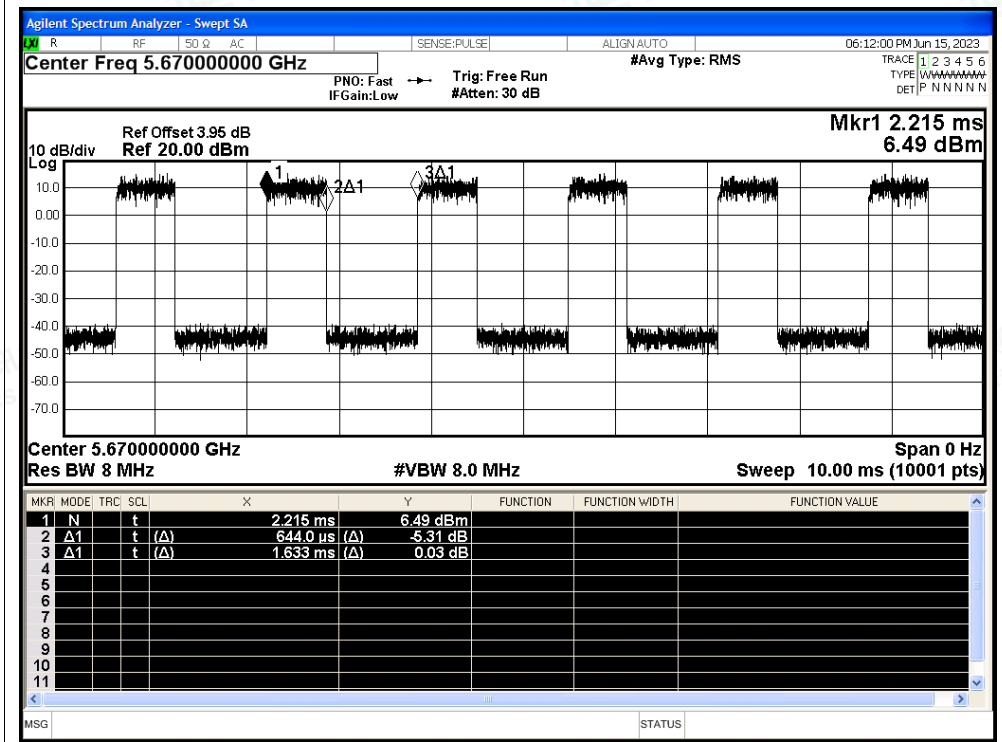 Agilent Spectrum Analyzer - Swept SA
LXI R RF 50 Ω AC SENSE:PULSE ALIGN AUTO 06:12:00 PM Jun 15, 2023
Center Freq 5.670000000 GHz #Avg Type: RMS TRACE 1 2 3 4 5 6
PNO: Fast Trig: Free Run TYPE
IFGain:Low #Atten: 30 dB DET P N N N N N
Mkr1 2.215 ms
Ref Offset 3.95 dB
10 dB/div Ref 20.00 dBm 6.49 dBm
Log
1 2Δ1 3Δ1
10.0
0.00
-10.0
-20.0
-30.0
-40.0
-50.0
-60.0
-70.0
Center 5.670000000 GHz Span 0 Hz
Res BW 8 MHz #VBW 8.0 MHz Sweep 10.00 ms (10001 pts)
MKR MODE TRC SCL X Y FUNCTION FUNCTION WIDTH FUNCTION VALUE
1 N t 2.215 ms 6.49 dBm
2 Δ1 t (Δ) 644.0 µs (Δ) -5.31 dB
3 Δ1 t (Δ) 1.633 ms (Δ) 0.03 dB
4
5
6
7
8
9
10
11
MSG STATUS